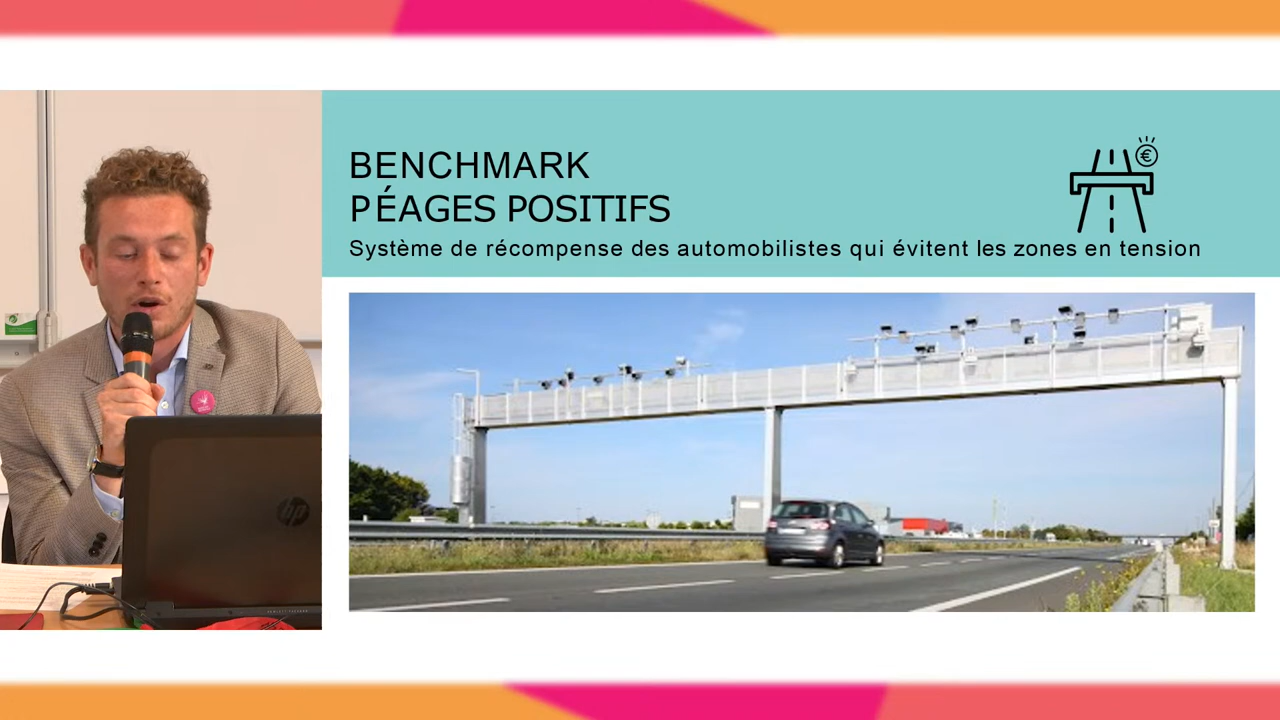 BENCHMARK
PÉAGES POSITIFS
Système de récompense des automobilistes qui évitent les zones en tension
€
hp